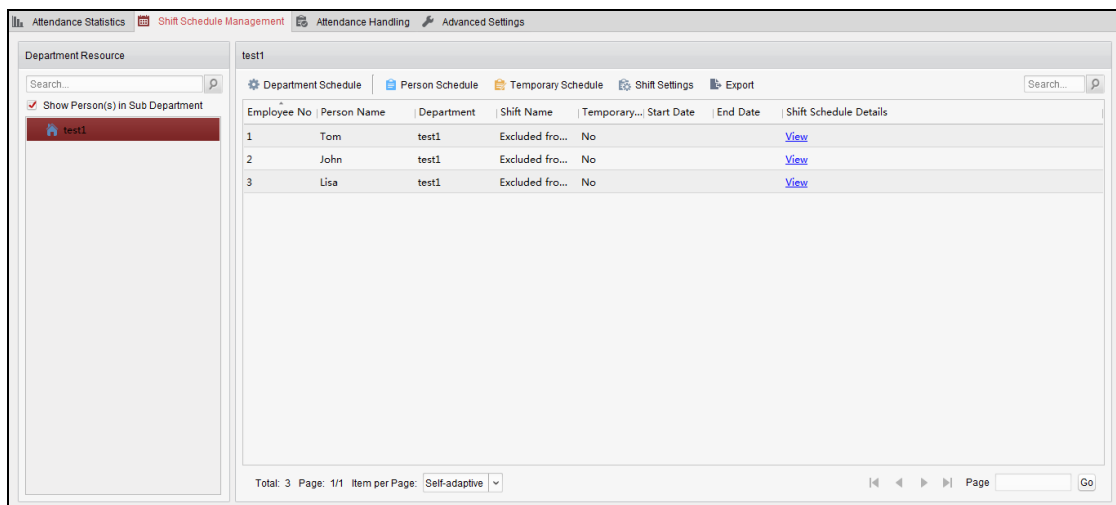 Attendance Statistics Shift Schedule Management Attendance Handling Advanced Settings
Department Resource
Search...
Show Person(s) in Sub Department
test1
test1
Department Schedule Person Schedule Temporary Schedule Shift Settings Export Search...
Employee No Person Name Department Shift Name Temporary... Start Date End Date Shift Schedule Details
1 Tom test1 Excluded fro... No View
2 John test1 Excluded fro... No View
3 Lisa test1 Excluded fro... No View
Total: 3 Page: 1/1 Item per Page: Self-adaptive Page Go